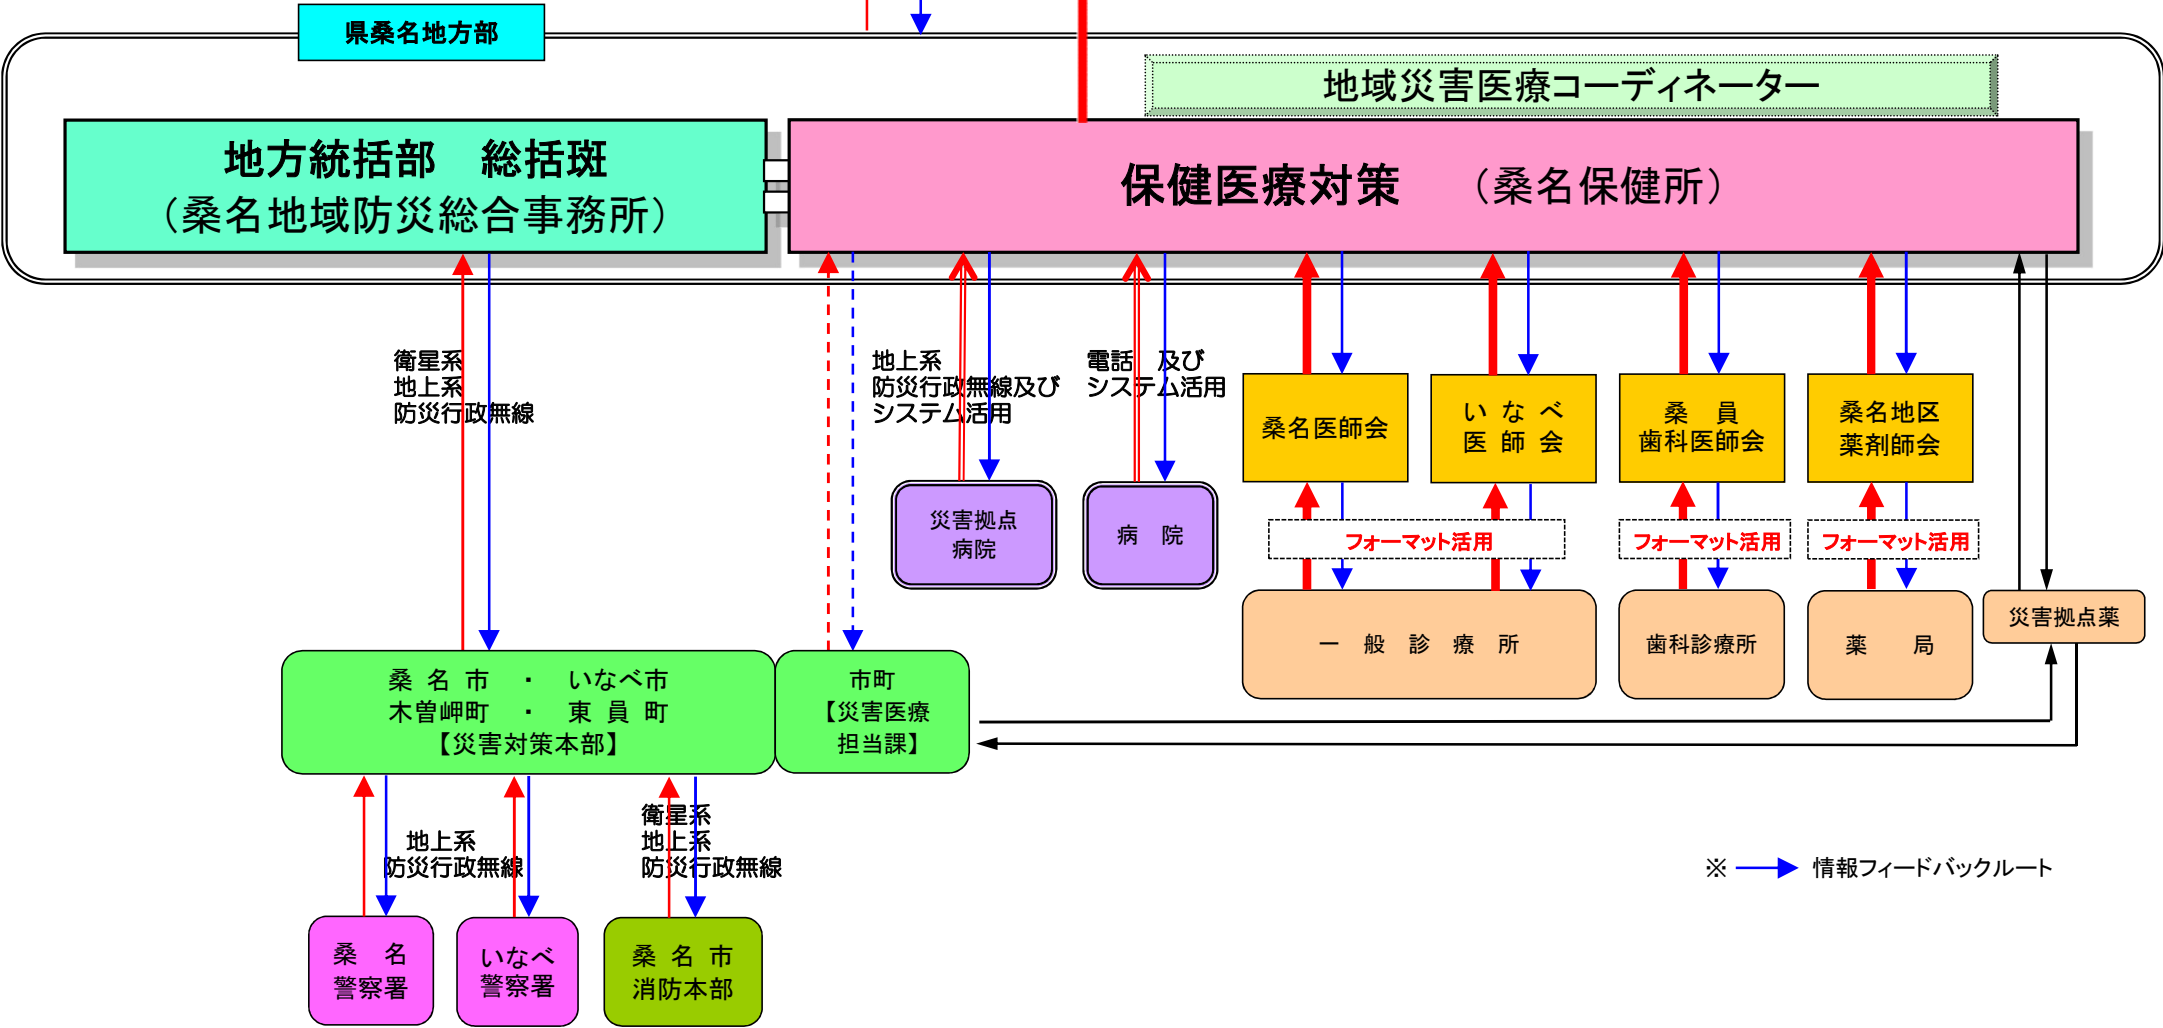 県桑名地方部
地域災害医療コーディネーター
地方統括部　総括班
（桑名地域防災総合事務所）
保健医療対策　（桑名保健所）
衛星系
地上系
防災行政無線
地上系
防災行政無線及び
システム活用
電話　及び
システム活用
桑名医師会
いなべ
医師会
桑　員
歯科医師会
桑名地区
薬剤師会
災害拠点
病院
病　院
フォーマット活用
フォーマット活用
フォーマット活用
一　般　診　療　所
歯科診療所
薬　　局
災害拠点薬
桑 名 市　・　いなべ市
木曽岬町　・　東 員 町
【災害対策本部】
市町
【災害医療
担当課】
地上系
防災行政無線
衛星系
地上系
防災行政無線
※　情報フィードバックルート
桑　名
警察署
いなべ
警察署
桑 名 市
消防本部